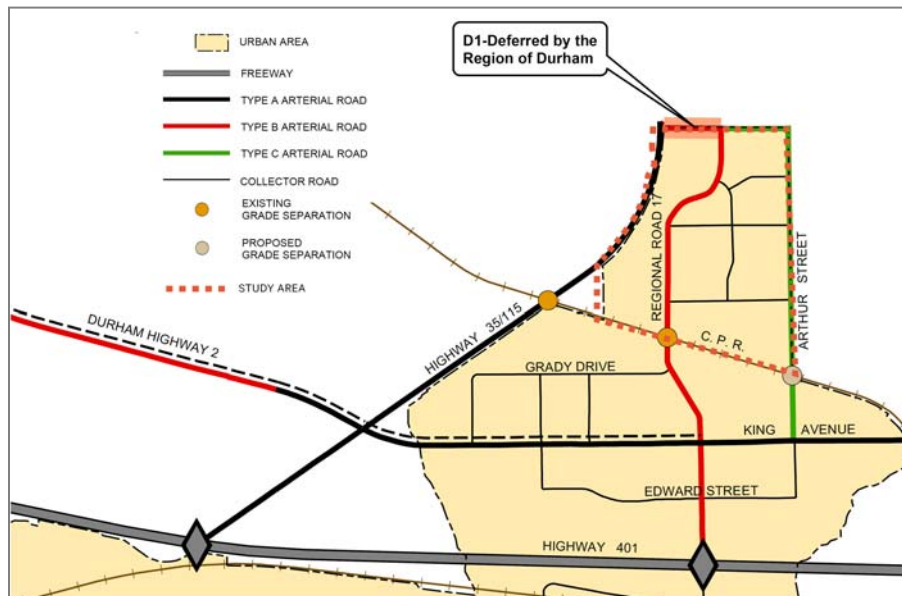 D1-Deferred by the
Region of Durham
URBAN AREA
FREEWAY
TYPE A ARTERIAL ROAD
TYPE B ARTERIAL ROAD
TYPE C ARTERIAL ROAD
COLLECTOR ROAD
EXISTING
GRADE SEPARATION
PROPOSED
GRADE SEPARATION
STUDY AREA
REGIONAL ROAD 17
ARTHUR STREET
DURHAM HIGHWAY 2
HIGHWAY 35/115
C. P. R.
GRADY DRIVE
KING AVENUE
EDWARD STREET
HIGHWAY 401